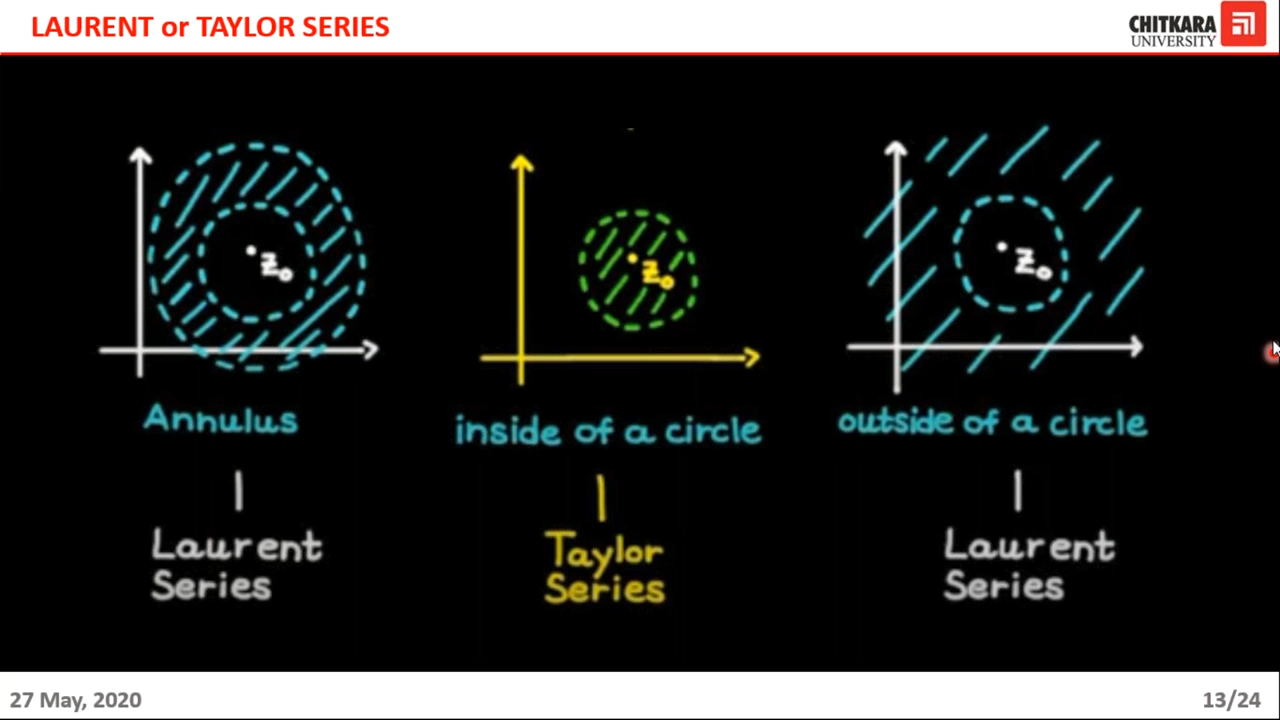 LAURENT or TAYLOR SERIES
CHITKARA
UNIVERSITY
z₀
z₀
z₀
Annulus
inside of a circle
outside of a circle
Laurent
Series
Taylor
Series
Laurent
Series
27 May, 2020
13/24